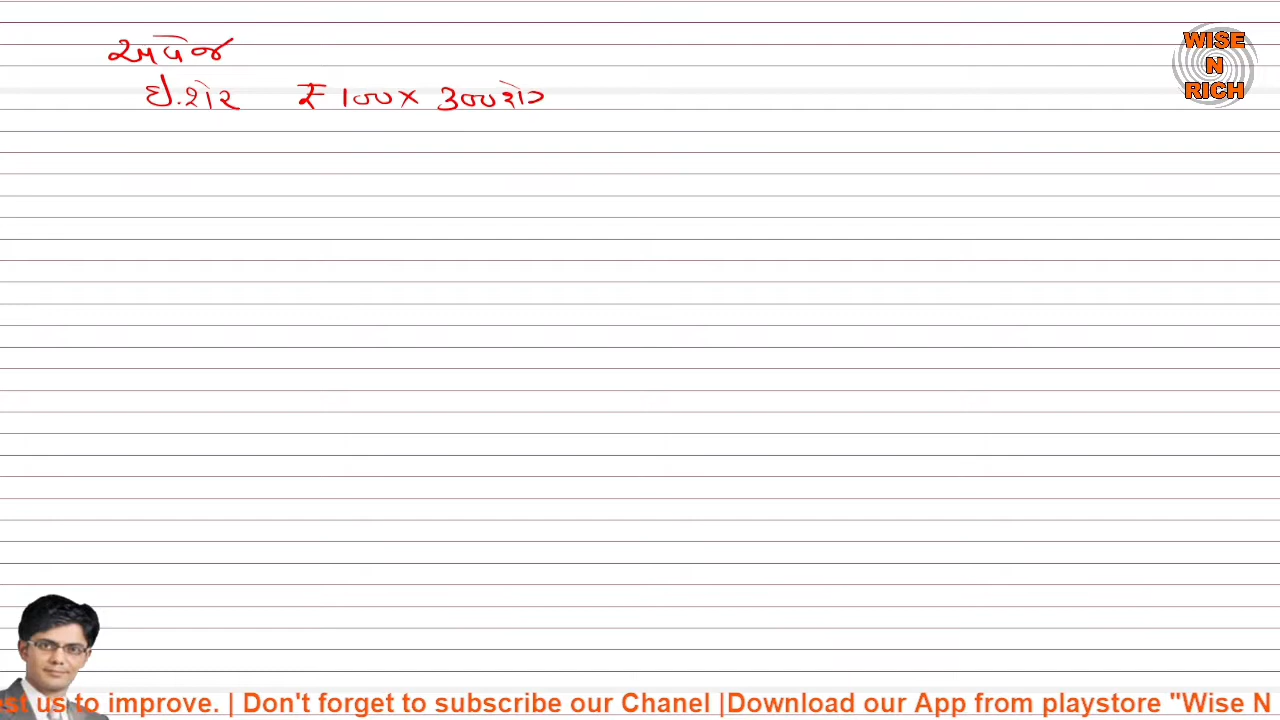 અવેજ
ઈ.શેર ₹ 100 × 300 શેર
WISE
N
RICH
est us to improve. | Don't forget to subscribe our Chanel |Download our App from playstore "Wise N